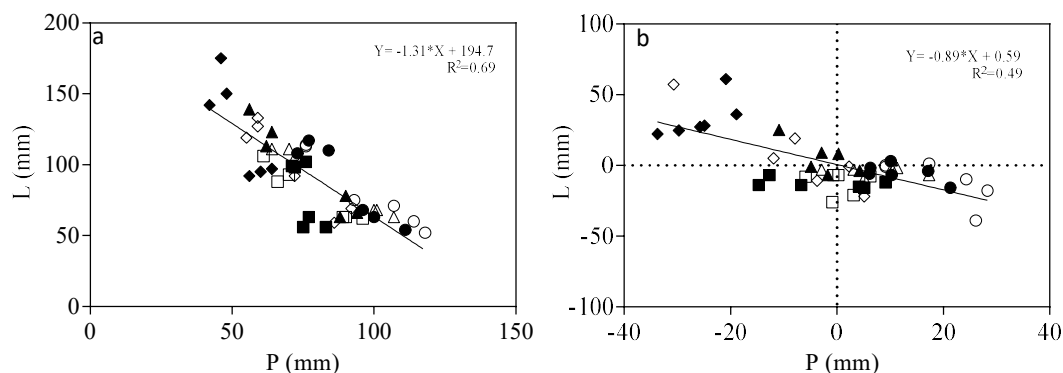 a
Y= -1.31*X + 194.7
R²=0.69
200
150
100
50
0
L (mm)
0 50 100 150
P (mm)
b
Y= -0.89*X + 0.59
R²=0.49
100
50
0
-50
-100
L (mm)
-40 -20 0 20 40
P (mm)